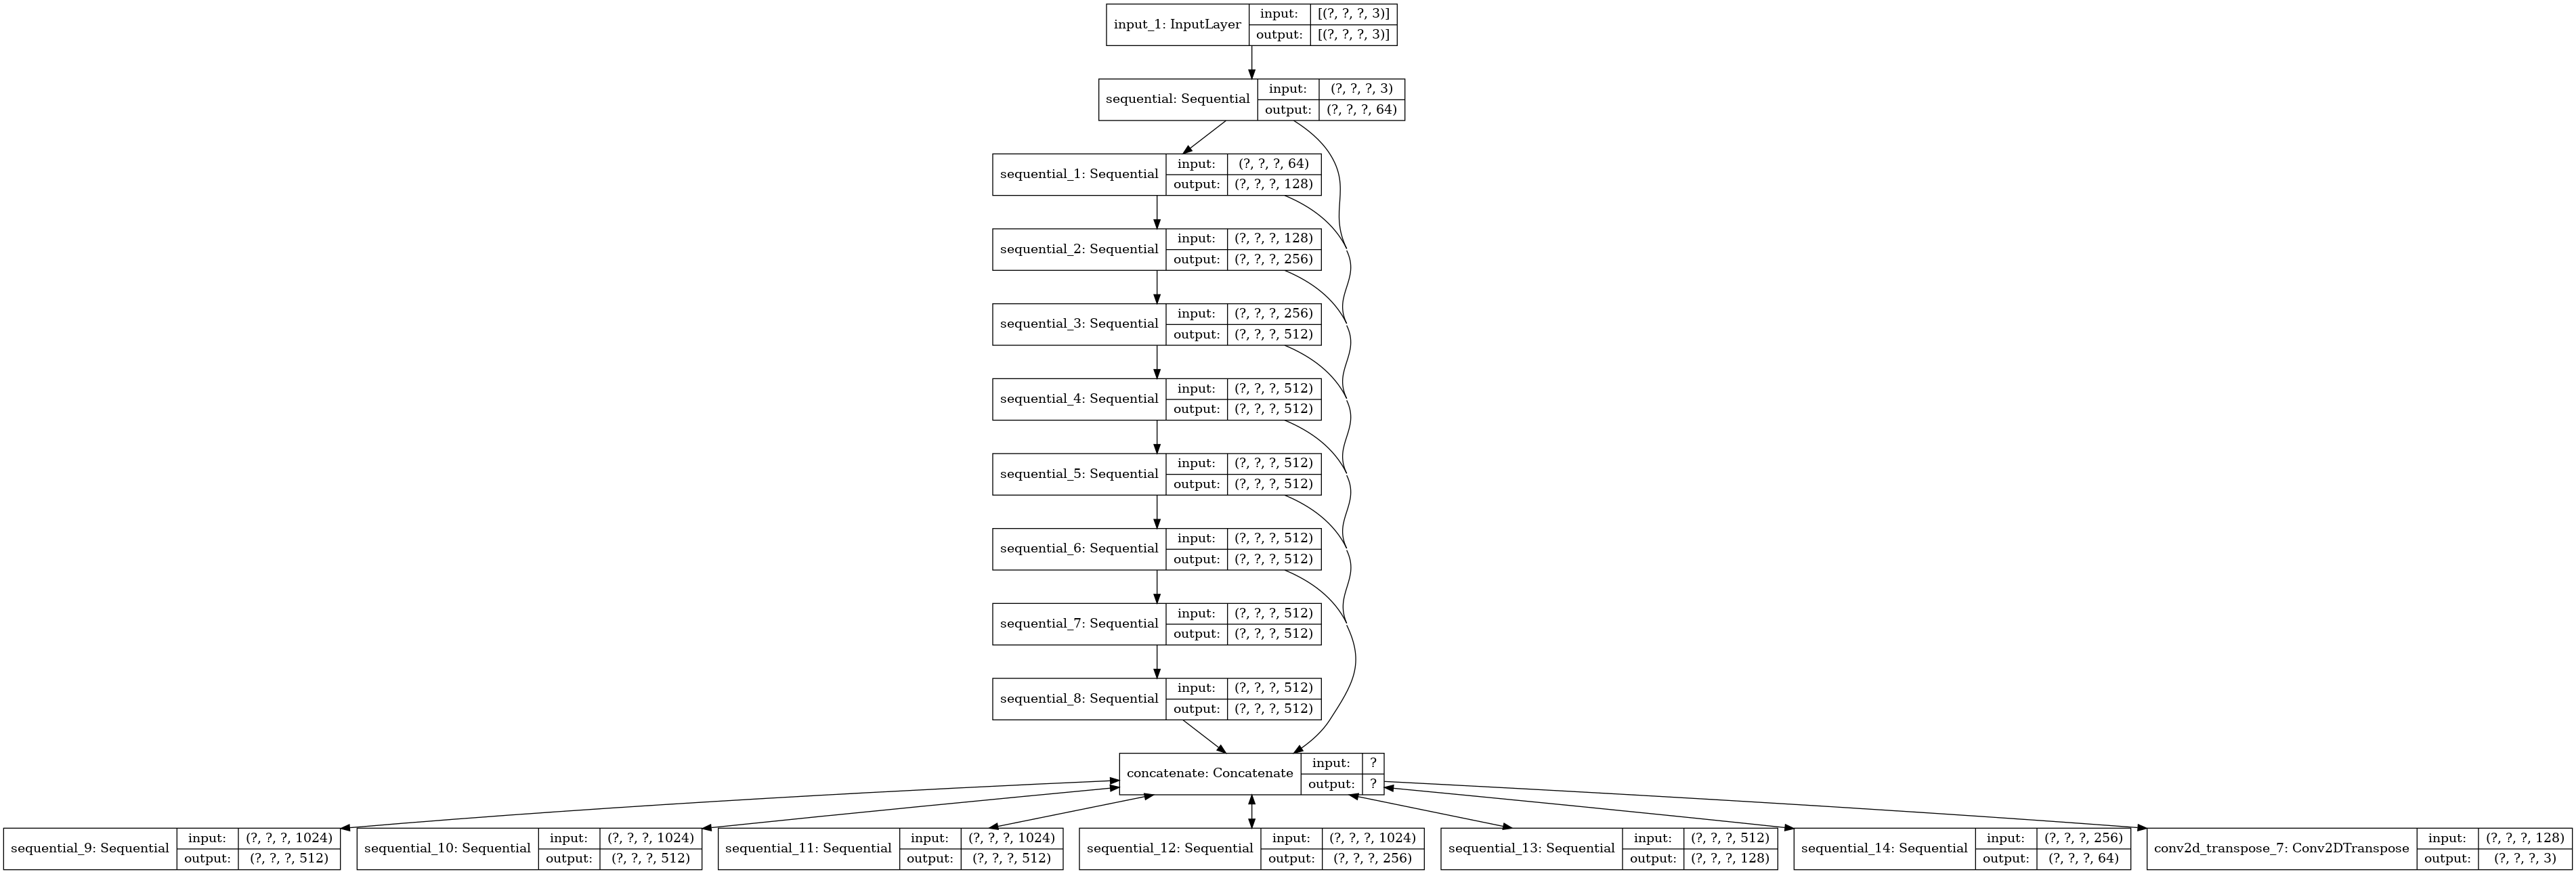 input_1: InputLayer input: [(?, ?, ?, 3)]
output: [(?, ?, ?, 3)]
sequential: Sequential input: (?, ?, ?, 3)
output: (?, ?, ?, 64)
sequential_1: Sequential input: (?, ?, ?, 64)
output: (?, ?, ?, 128)
sequential_2: Sequential input: (?, ?, ?, 128)
output: (?, ?, ?, 256)
sequential_3: Sequential input: (?, ?, ?, 256)
output: (?, ?, ?, 512)
sequential_4: Sequential input: (?, ?, ?, 512)
output: (?, ?, ?, 512)
sequential_5: Sequential input: (?, ?, ?, 512)
output: (?, ?, ?, 512)
sequential_6: Sequential input: (?, ?, ?, 512)
output: (?, ?, ?, 512)
sequential_7: Sequential input: (?, ?, ?, 512)
output: (?, ?, ?, 512)
sequential_8: Sequential input: (?, ?, ?, 512)
output: (?, ?, ?, 512)
concatenate: Concatenate input: ?
output: ?
sequential_9: Sequential input: (?, ?, ?, 1024)
output: (?, ?, ?, 512)
sequential_10: Sequential input: (?, ?, ?, 1024)
output: (?, ?, ?, 512)
sequential_11: Sequential input: (?, ?, ?, 1024)
output: (?, ?, ?, 512)
sequential_12: Sequential input: (?, ?, ?, 1024)
output: (?, ?, ?, 256)
sequential_13: Sequential input: (?, ?, ?, 512)
output: (?, ?, ?, 128)
sequential_14: Sequential input: (?, ?, ?, 256)
output: (?, ?, ?, 64)
conv2d_transpose_7: Conv2DTranspose input: (?, ?, ?, 128)
output: (?, ?, ?, 3)